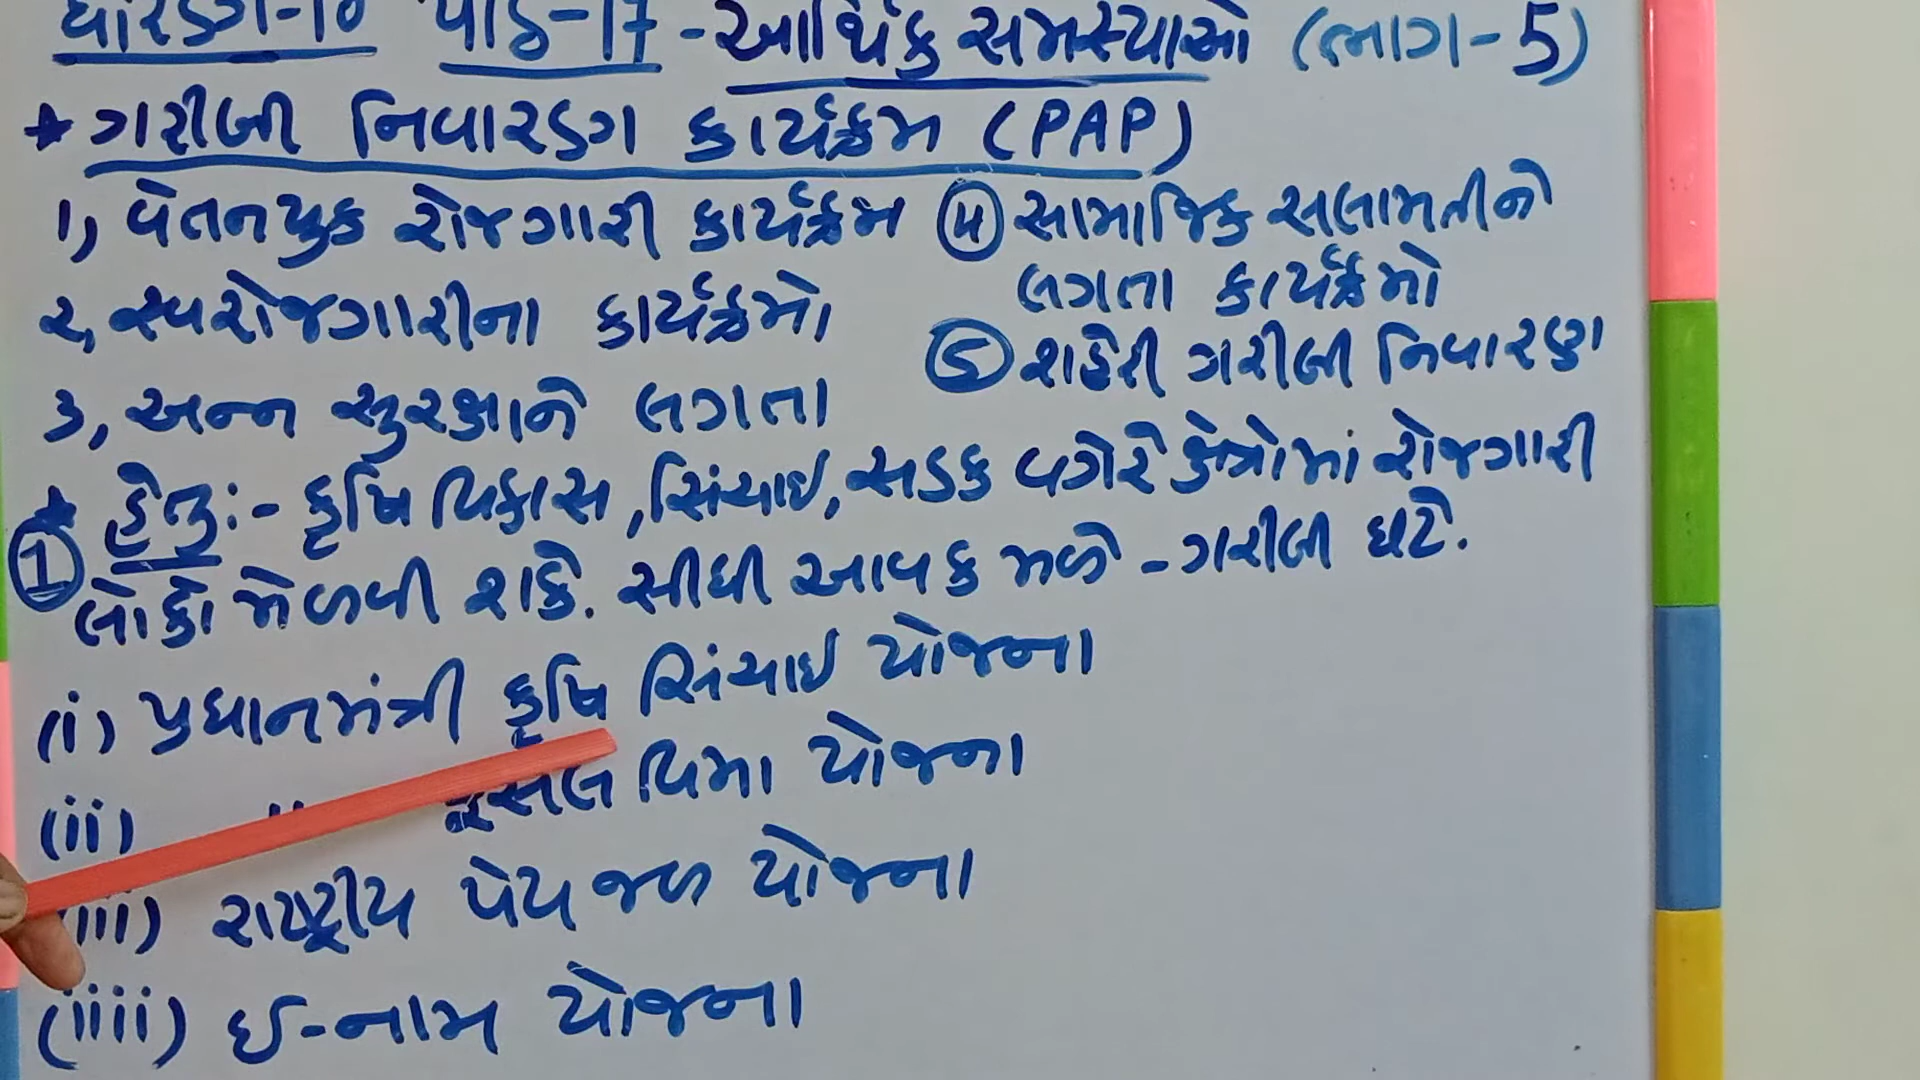 ધોરણ-10 પાઠ-17 - આર્થિક સમસ્યાઓ (ભાગ-5)
* ગરીબી નિવારણ કાર્યક્રમ (PAP)
1, વેતનયુક રોજગારી કાર્યક્રમ
2, સ્વરોજગારીના કાર્યક્રમો
3, અન્ન સુરક્ષાને લગતા
④ સામાજિક સલામતીને
લગતા કાર્યક્રમો
⑤ શહેરી ગરીબી નિવારણ
* હેતુ:- કૃષિ વિકાસ, સિંચાઈ, સડક વગેરે ક્ષેત્રોમાં રોજગારી
① લોકો મેળવી શકે. સીધી આવક મળે - ગરીબી ઘટે.
(i) પ્રધાનમંત્રી કૃષિ સિંચાઈ યોજના
(ii) " ફસલ વિમા યોજના
(iii) રાષ્ટ્રીય પેય જળ યોજના
(iiii) ઈ-નામ યોજના